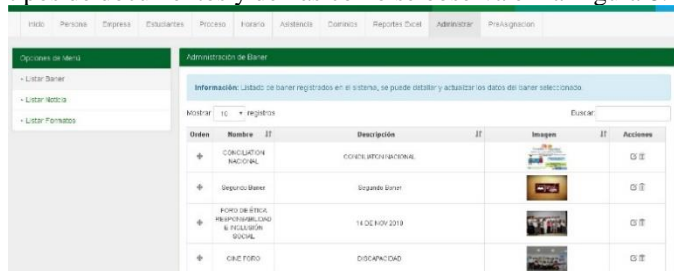 Inicio Persona Empresa Estudiantes Proceso Horario Asistencia Dominios Reportes Excel Administrar PreAsignacion
Opciones de Menú
- Listar Baner
- Listar Noticia
- Listar Formatos
Administración de Baner
Información: Listado de baner registrados en el sistema, se puede detallar y actualizar los datos del baner seleccionado.
Mostrar 10 registros Buscar:
Orden Nombre Descripción Imagen Acciones
CONCILIATION NACIONAL CONCILIATON NACIONAL
Segundo Baner Segundo Baner
FORO DE ÉTICA RESPONSABILIDAD E INCLUSIÓN SOCIAL 14 DE NOV 2019
CINE FORO DISCAPACIDAD